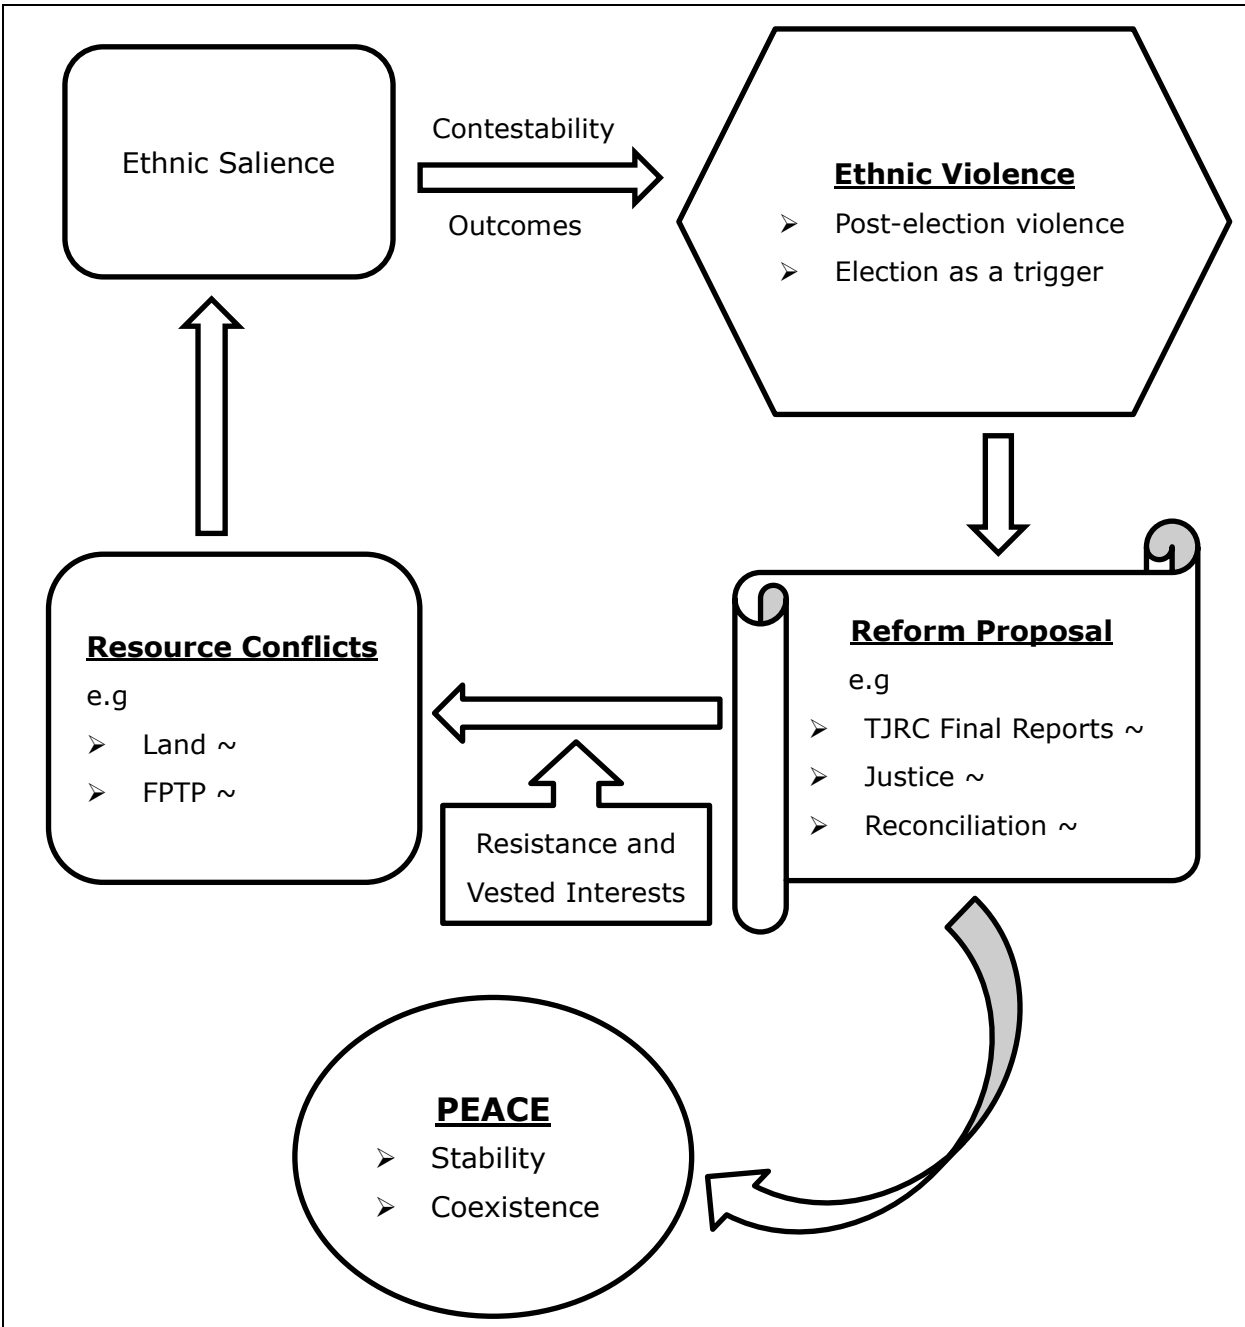 Ethnic Salience
Contestability
Outcomes
Ethnic Violence
➢ Post-election violence
➢ Election as a trigger
Resource Conflicts
e.g
➢ Land ~
➢ FPTP ~
Reform Proposal
e.g
➢ TJRC Final Reports ~
➢ Justice ~
➢ Reconciliation ~
Resistance and
Vested Interests
PEACE
➢ Stability
➢ Coexistence